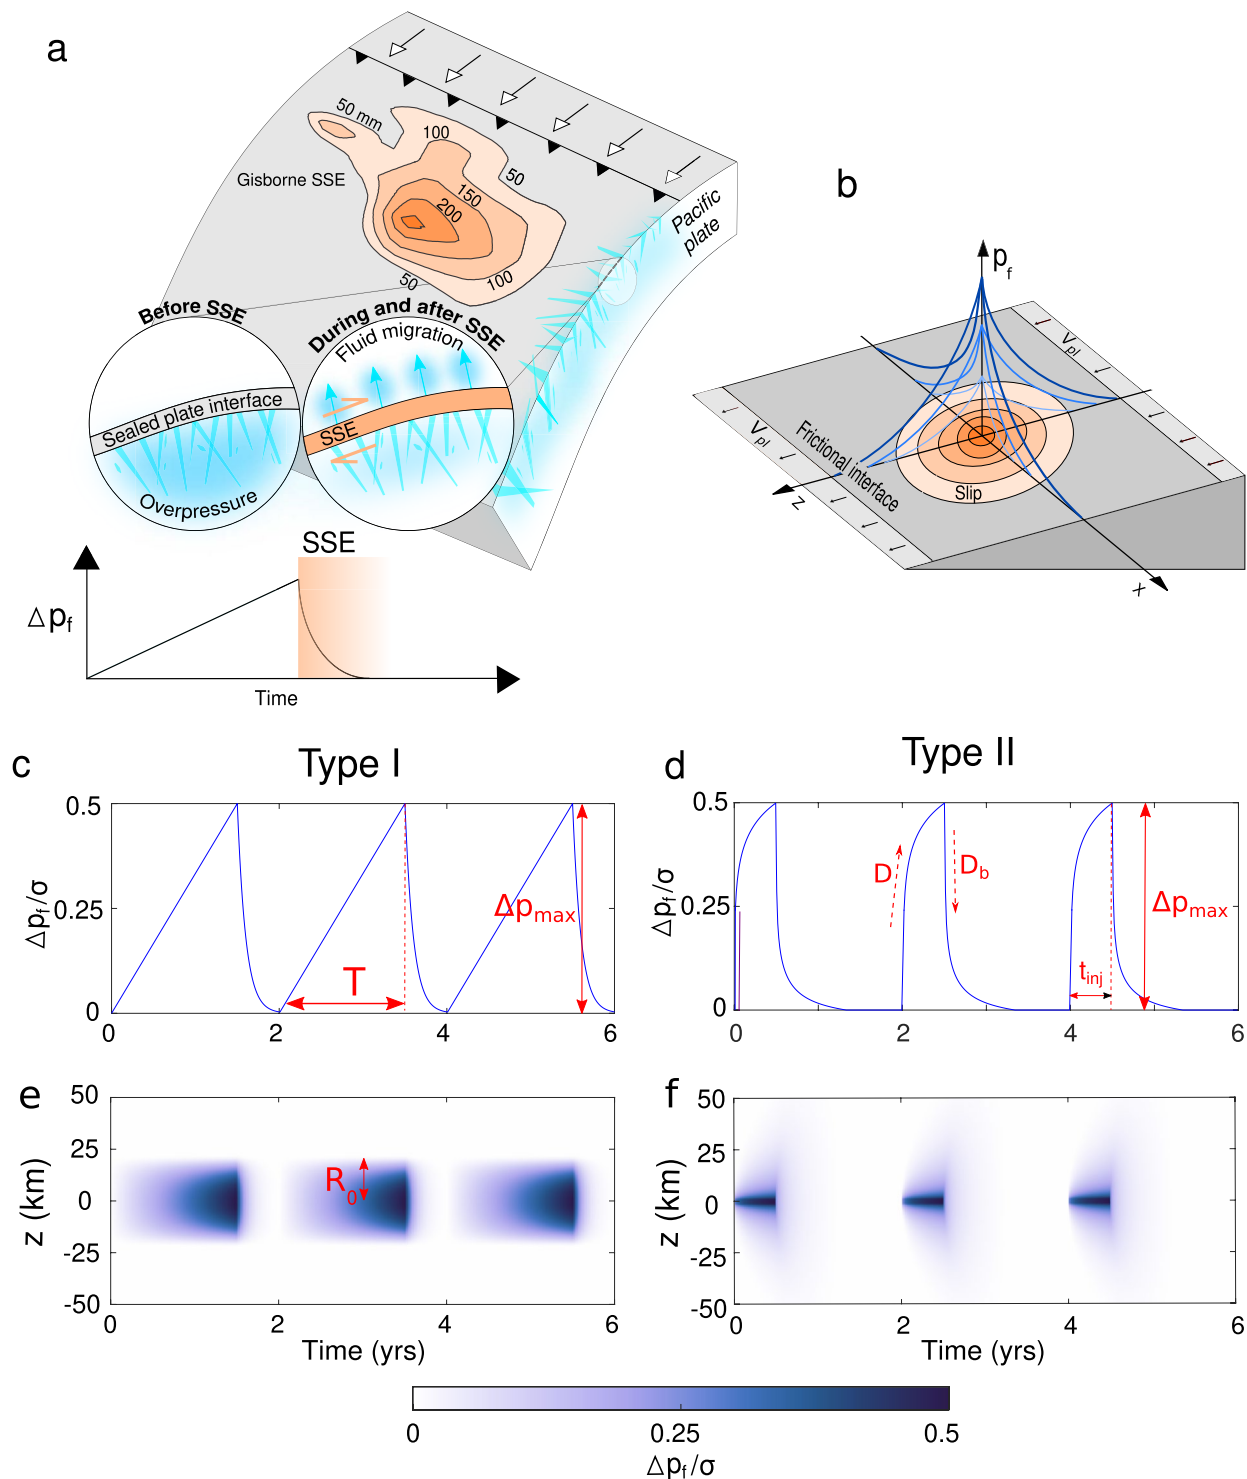 a
50 mm
100
50
Gisborne SSE
150
200
50
100
Pacific
plate
Before SSE
Sealed plate interface
Overpressure
During and after SSE
Fluid migration
SSE
SSE
Δpf
Time
b
pf
Vpl
Vpl
Frictional interface
Slip
z
x
c
Type I
Δpf/σ
0.5
0.25
0
T
Δpmax
0
2
4
6
d
Type II
Δpf/σ
0.5
0.25
0
D
Db
tinj
Δpmax
0
2
4
6
e
z (km)
50
25
0
-25
-50
R0
0
2
4
6
Time (yrs)
f
z (km)
50
25
0
-25
-50
0
2
4
6
Time (yrs)
0
0.25
0.5
Δpf/σ